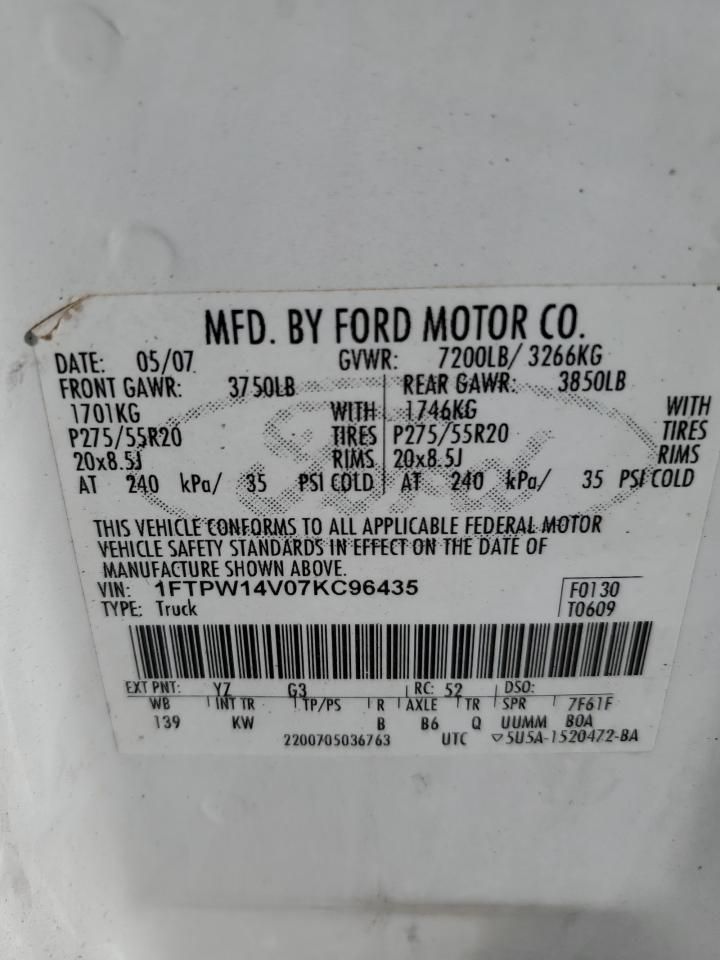 MFD. BY FORD MOTOR CO.
DATE: 05/07 GVWR: 7200LB/ 3266KG
FRONT GAWR: 3750LB REAR GAWR: 3850LB
1701KG WITH 1746KG WITH
P275/55R20 TIRES P275/55R20 TIRES
20x8.5J RIMS 20x8.5J RIMS
AT 240 kPa/ 35 PSI COLD AT 240 kPa/ 35 PSI COLD
THIS VEHICLE CONFORMS TO ALL APPLICABLE FEDERAL MOTOR
VEHICLE SAFETY STANDARDS IN EFFECT ON THE DATE OF
MANUFACTURE SHOWN ABOVE.
VIN: 1FTPW14V07KC96435 F0130
TYPE: Truck T0609
EXT PNT: YZ G3 RC: 52 DSO:
WB INT TR TP/PS R AXLE TR SPR 7F61F
139 KW B B6 Q UUMM BOA
2200705036763 UTC ▽5U5A-1520472-BA